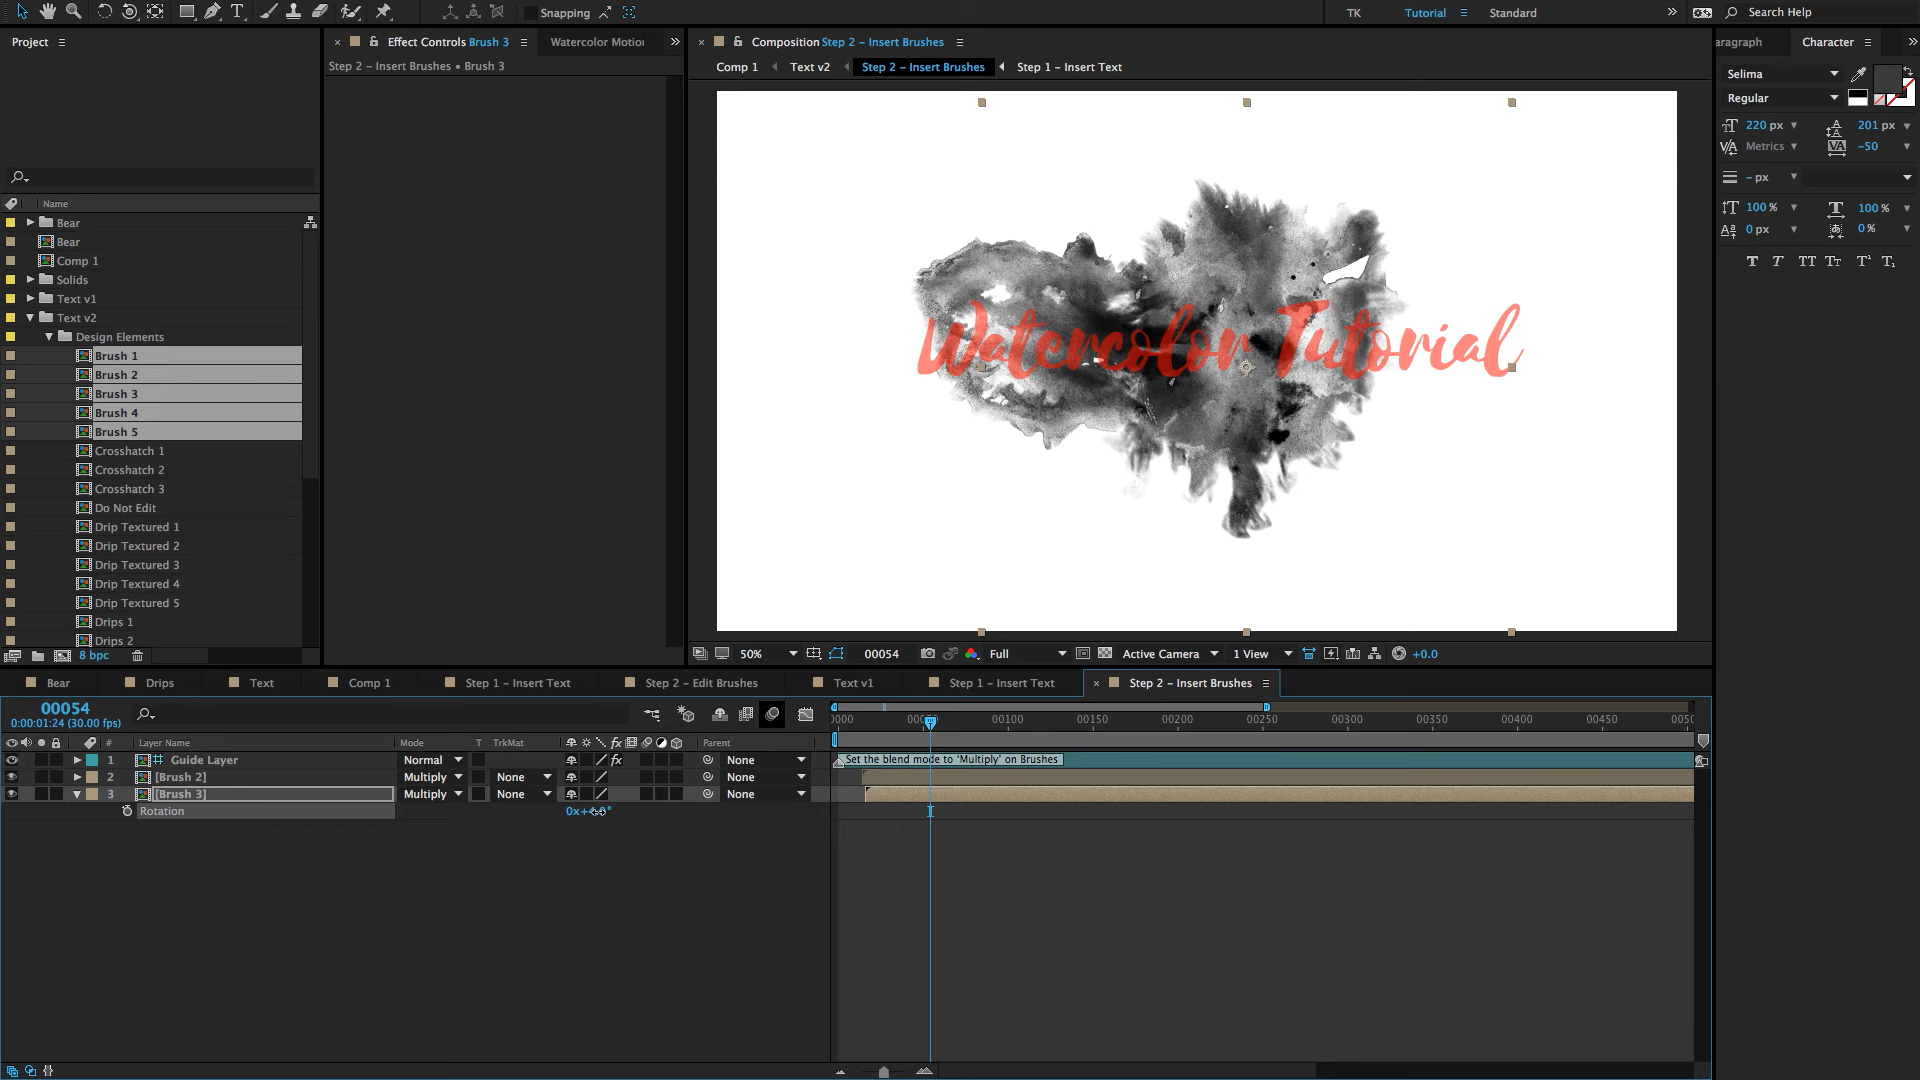 Snapping
TK
Tutorial
Standard
Search Help
Project
Effect Controls Brush 3
Watercolor Motion
Step 2 – Insert Brushes • Brush 3
Composition Step 2 – Insert Brushes
Comp 1
Text v2
Step 2 – Insert Brushes
Step 1 – Insert Text
Character
Selima
Regular
220 px
201 px
Metrics
-50
– px
100 %
100 %
0 px
0 %
Name
Bear
Bear
Comp 1
Solids
Text v1
Text v2
Design Elements
Brush 1
Brush 2
Brush 3
Brush 4
Brush 5
Crosshatch 1
Crosshatch 2
Crosshatch 3
Do Not Edit
Drip Textured 1
Drip Textured 2
Drip Textured 3
Drip Textured 4
Drip Textured 5
Drips 1
Drips 2
8 bpc
Watercolor Tutorial
50%
00054
Full
Active Camera
1 View
+0.0
Bear
Drips
Text
Comp 1
Step 1 – Insert Text
Step 2 – Edit Brushes
Text v1
Step 1 – Insert Text
Step 2 – Insert Brushes
00054
0:00:01:24 (30.00 fps)
00100 00150 00200 00250 00300 00350 00400 00450
# Layer Name Mode T TrkMat Parent
1 Guide Layer Normal fx None
Set the blend mode to 'Multiply' on Brushes
2 [Brush 2] Multiply None None
3 [Brush 3] Multiply None None
Rotation